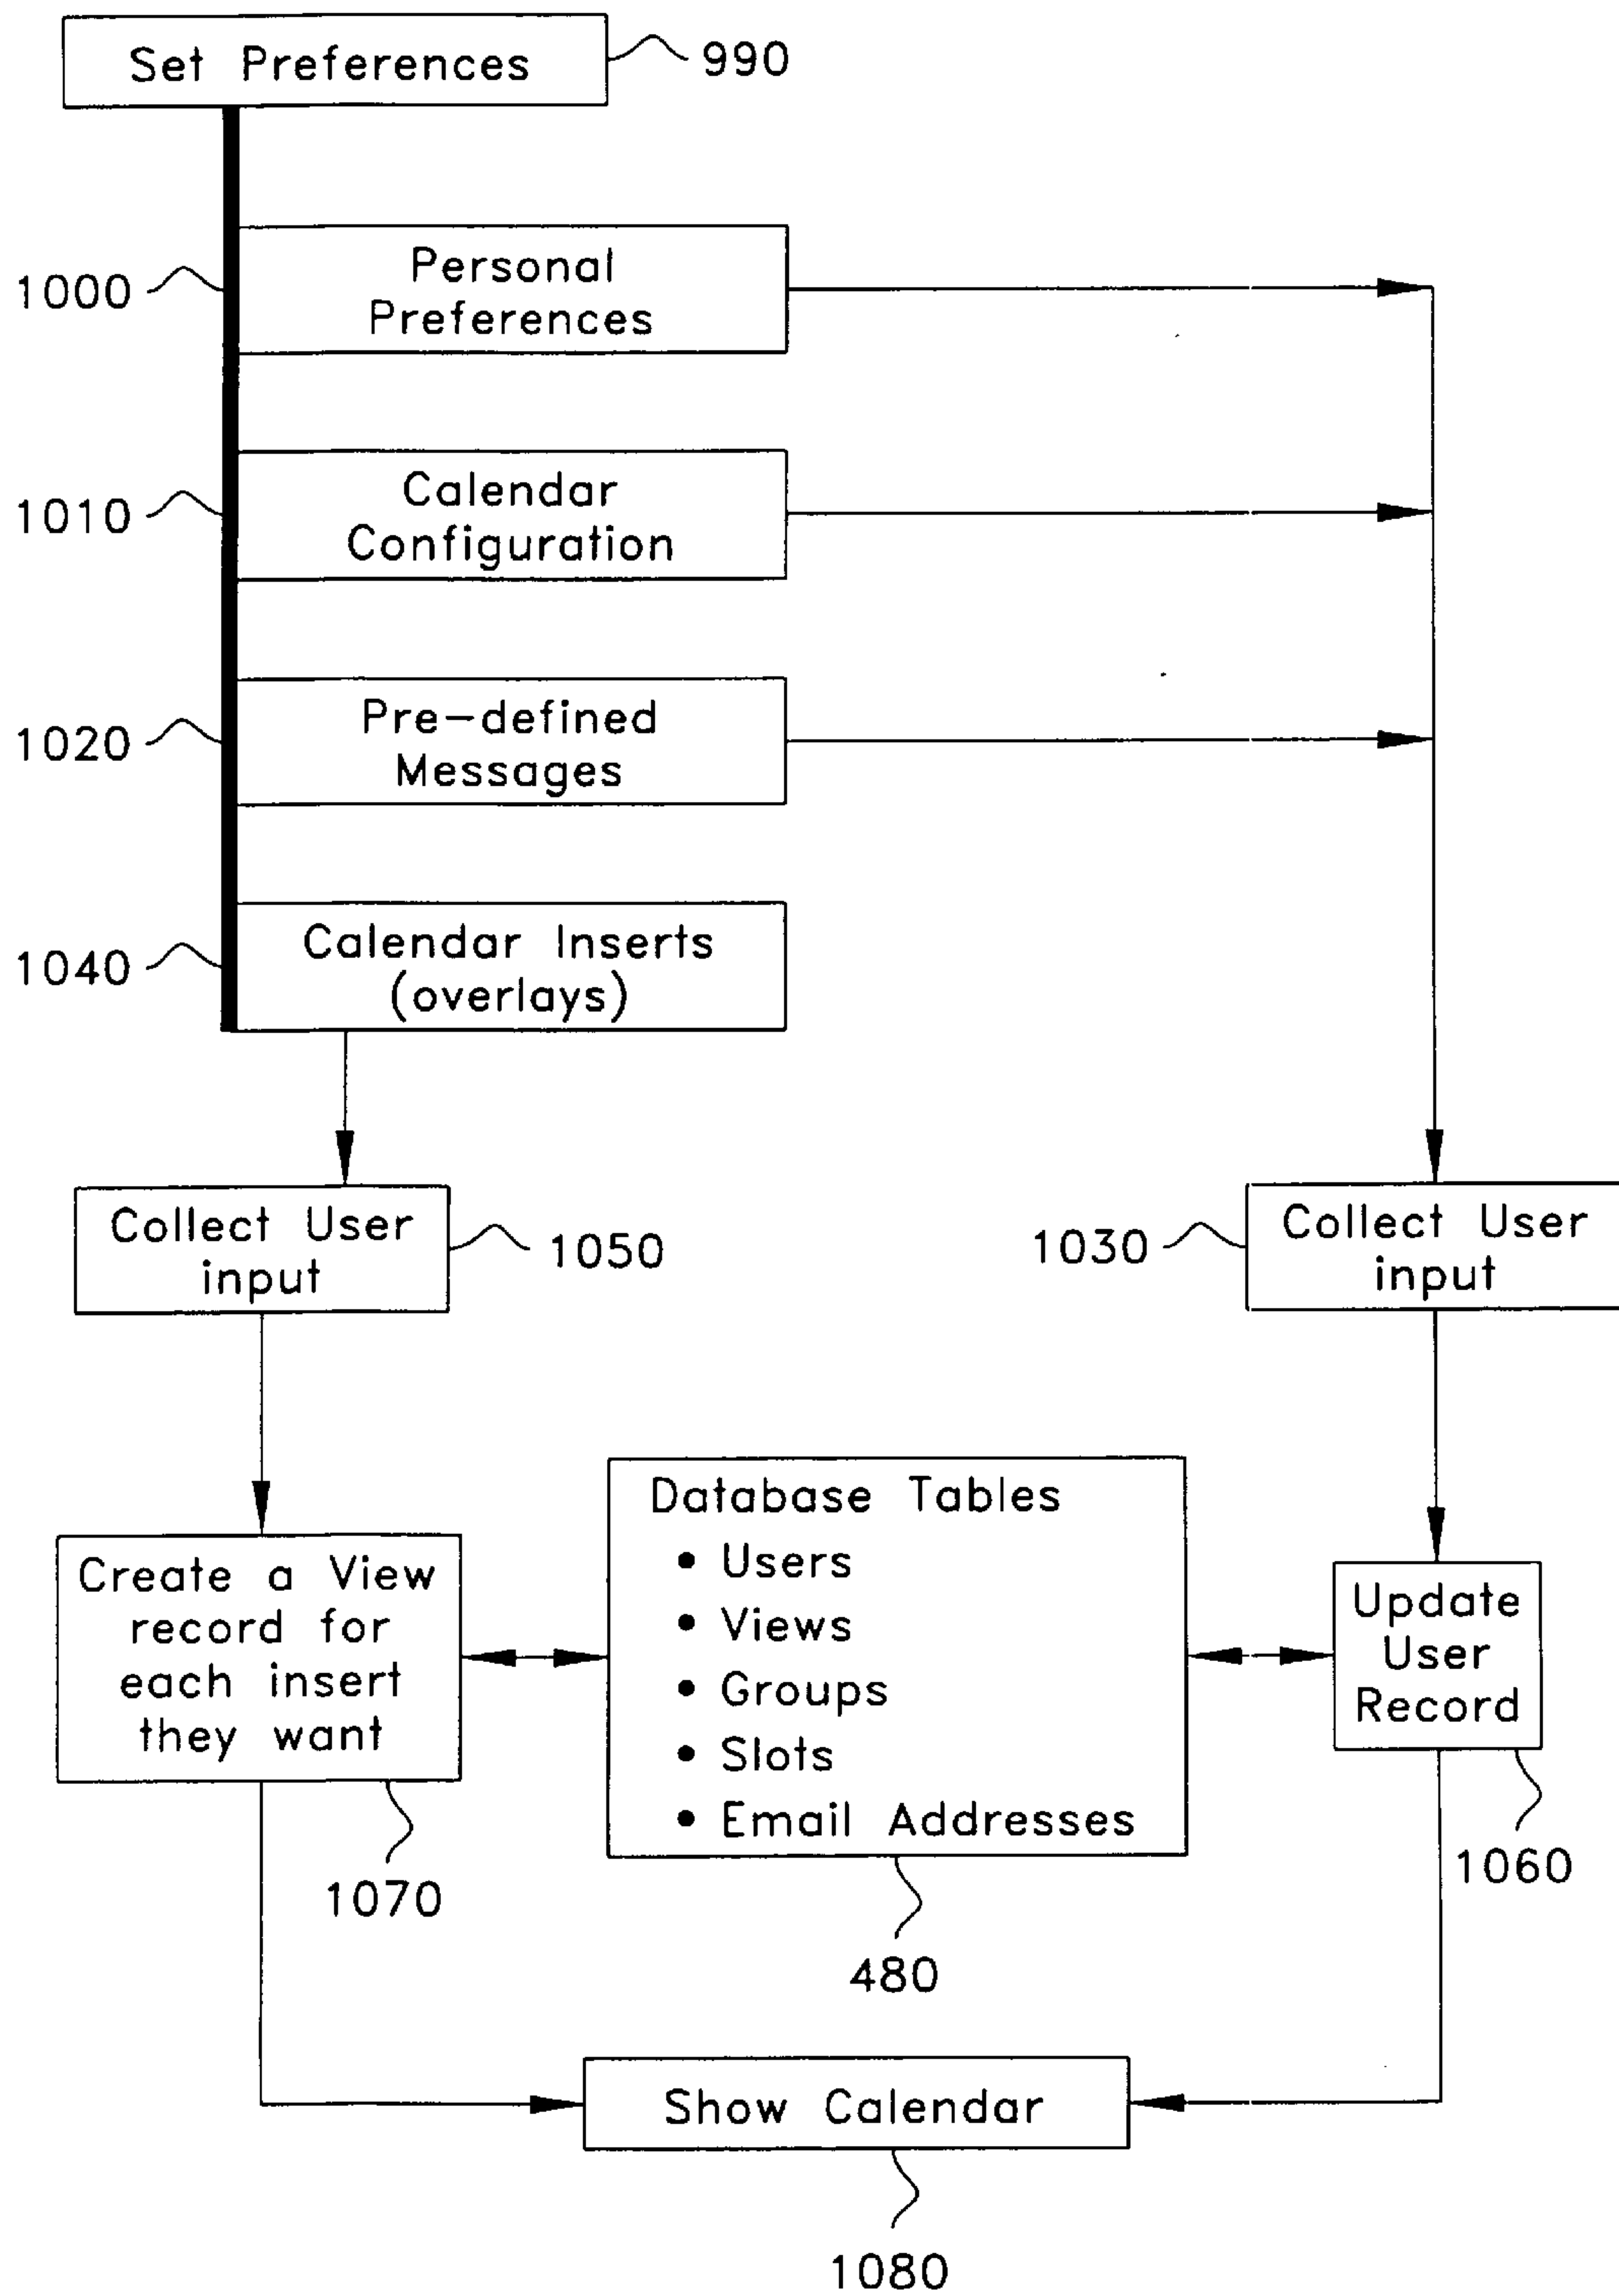 Set Preferences
990
1000
Personal
Preferences
1010
Calendar
Configuration
1020
Pre-defined
Messages
1040
Calendar Inserts
(overlays)
Collect User
input
1050
1030
Collect User
input
Create a View
record for
each insert
they want
1070
Database Tables
• Users
• Views
• Groups
• Slots
• Email Addresses
480
Update
User
Record
1060
Show Calendar
1080